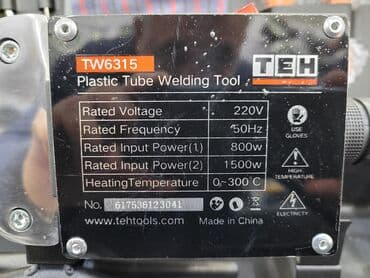 TW6315
TEH
Plastic Tube Welding Tool
Rated Voltage 220V
Rated Frequency 50Hz
Rated Input Power(1) 800w
Rated Input Power(2) 1500w
HeatingTemperature 0~300℃
No. 617536123041
www.tehtools.com Made in China
USE
GLOVES
HIGH
TEMPERATURE
ELECTRICTY